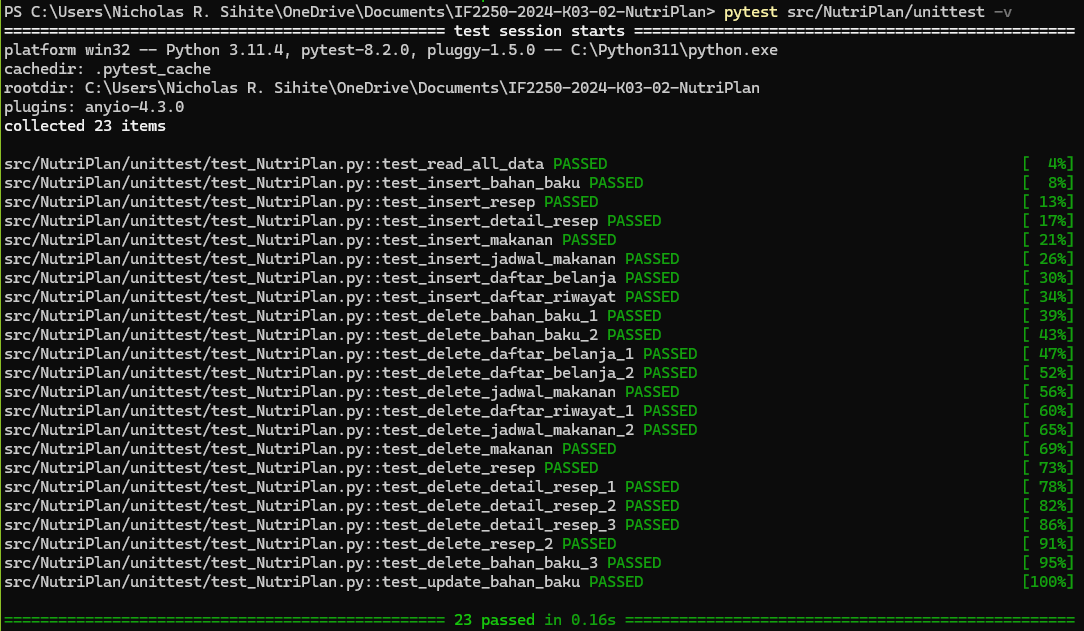 PS C:\Users\Nicholas R. Sihite\OneDrive\Documents\IF2250-2024-K03-02-NutriPlan> pytest src/NutriPlan/unittest -v
================================================= test session starts =================================================
platform win32 -- Python 3.11.4, pytest-8.2.0, pluggy-1.5.0 -- C:\Python311\python.exe
cachedir: .pytest_cache
rootdir: C:\Users\Nicholas R. Sihite\OneDrive\Documents\IF2250-2024-K03-02-NutriPlan
plugins: anyio-4.3.0
collected 23 items
src/NutriPlan/unittest/test_NutriPlan.py::test_read_all_data PASSED [  4%]
src/NutriPlan/unittest/test_NutriPlan.py::test_insert_bahan_baku PASSED [  8%]
src/NutriPlan/unittest/test_NutriPlan.py::test_insert_resep PASSED [ 13%]
src/NutriPlan/unittest/test_NutriPlan.py::test_insert_detail_resep PASSED [ 17%]
src/NutriPlan/unittest/test_NutriPlan.py::test_insert_makanan PASSED [ 21%]
src/NutriPlan/unittest/test_NutriPlan.py::test_insert_jadwal_makanan PASSED [ 26%]
src/NutriPlan/unittest/test_NutriPlan.py::test_insert_daftar_belanja PASSED [ 30%]
src/NutriPlan/unittest/test_NutriPlan.py::test_insert_daftar_riwayat PASSED [ 34%]
src/NutriPlan/unittest/test_NutriPlan.py::test_delete_bahan_baku_1 PASSED [ 39%]
src/NutriPlan/unittest/test_NutriPlan.py::test_delete_bahan_baku_2 PASSED [ 43%]
src/NutriPlan/unittest/test_NutriPlan.py::test_delete_daftar_belanja_1 PASSED [ 47%]
src/NutriPlan/unittest/test_NutriPlan.py::test_delete_daftar_belanja_2 PASSED [ 52%]
src/NutriPlan/unittest/test_NutriPlan.py::test_delete_jadwal_makanan PASSED [ 56%]
src/NutriPlan/unittest/test_NutriPlan.py::test_delete_daftar_riwayat_1 PASSED [ 60%]
src/NutriPlan/unittest/test_NutriPlan.py::test_delete_jadwal_makanan_2 PASSED [ 65%]
src/NutriPlan/unittest/test_NutriPlan.py::test_delete_makanan PASSED [ 69%]
src/NutriPlan/unittest/test_NutriPlan.py::test_delete_resep PASSED [ 73%]
src/NutriPlan/unittest/test_NutriPlan.py::test_delete_detail_resep_1 PASSED [ 78%]
src/NutriPlan/unittest/test_NutriPlan.py::test_delete_detail_resep_2 PASSED [ 82%]
src/NutriPlan/unittest/test_NutriPlan.py::test_delete_detail_resep_3 PASSED [ 86%]
src/NutriPlan/unittest/test_NutriPlan.py::test_delete_resep_2 PASSED [ 91%]
src/NutriPlan/unittest/test_NutriPlan.py::test_delete_bahan_baku_3 PASSED [ 95%]
src/NutriPlan/unittest/test_NutriPlan.py::test_update_bahan_baku PASSED [100%]
================================================= 23 passed in 0.16s ==================================================